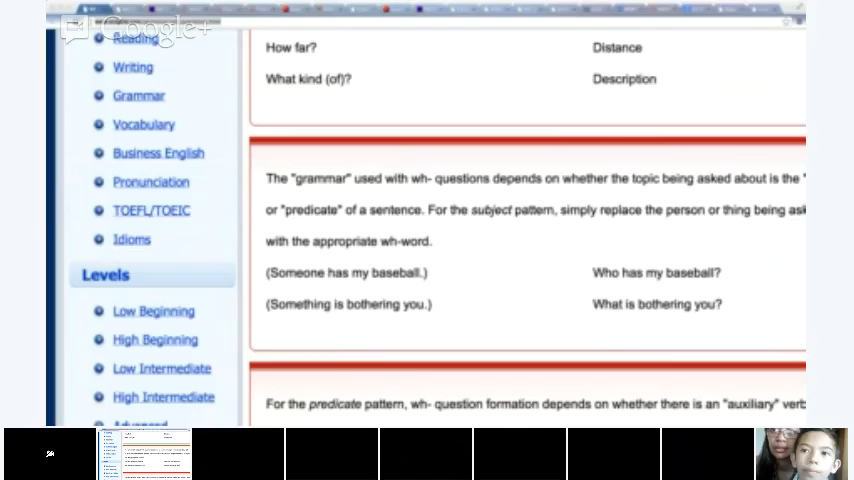 Google+
Reading
Writing
Grammar
Vocabulary
Business English
Pronunciation
TOEFL/TOEIC
Idioms
Levels
Low Beginning
High Beginning
Low Intermediate
High Intermediate
Advanced
How far? Distance
What kind (of)? Description
The "grammar" used with wh- questions depends on whether the topic being asked about is the "
or "predicate" of a sentence. For the subject pattern, simply replace the person or thing being ask
with the appropriate wh-word.
(Someone has my baseball.) Who has my baseball?
(Something is bothering you.) What is bothering you?
For the predicate pattern, wh- question formation depends on whether there is an "auxiliary" verb